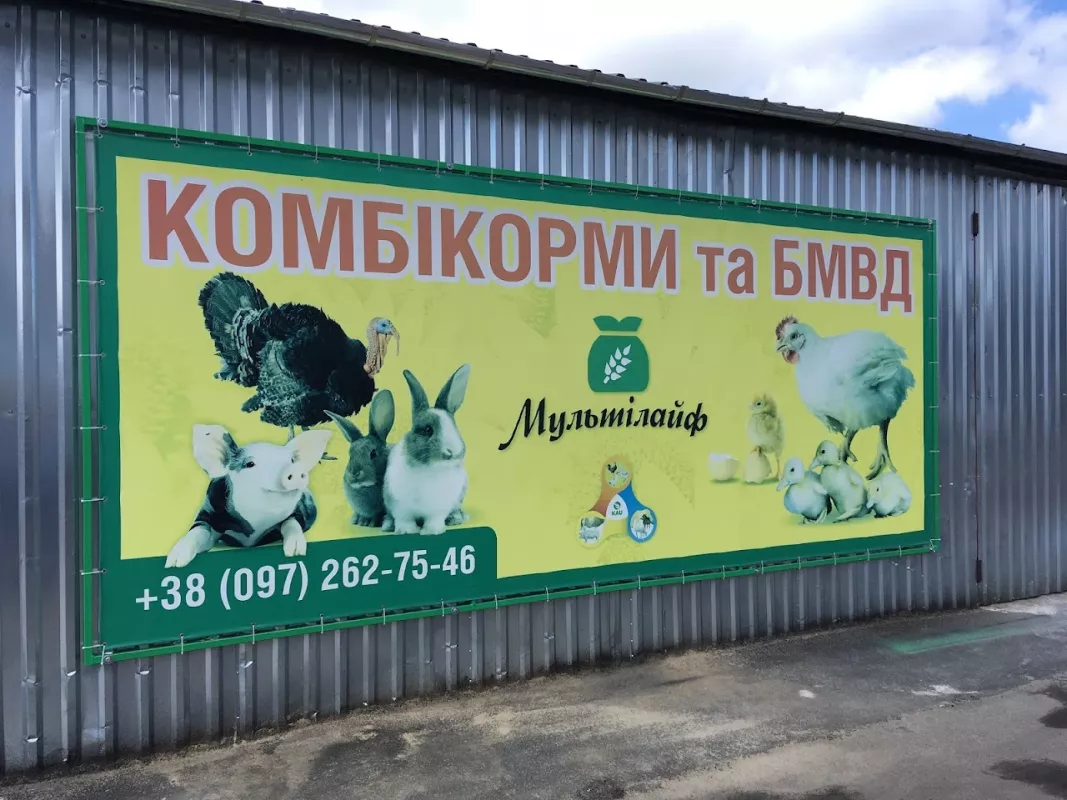 КОМБІКОРМИ та БМВД
Мультілайф
+38 (097) 262-75-46